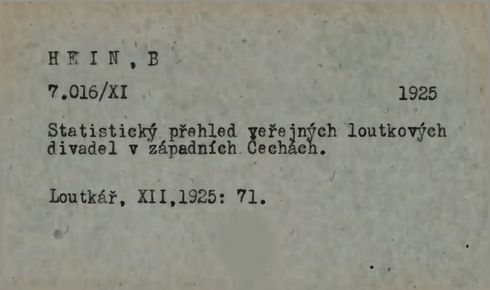 H E I N , B
7.016/XI 1925
Statistický přehled veřejných loutkových
divadel v západních Čechách.
Loutkář, XII,1925: 71.